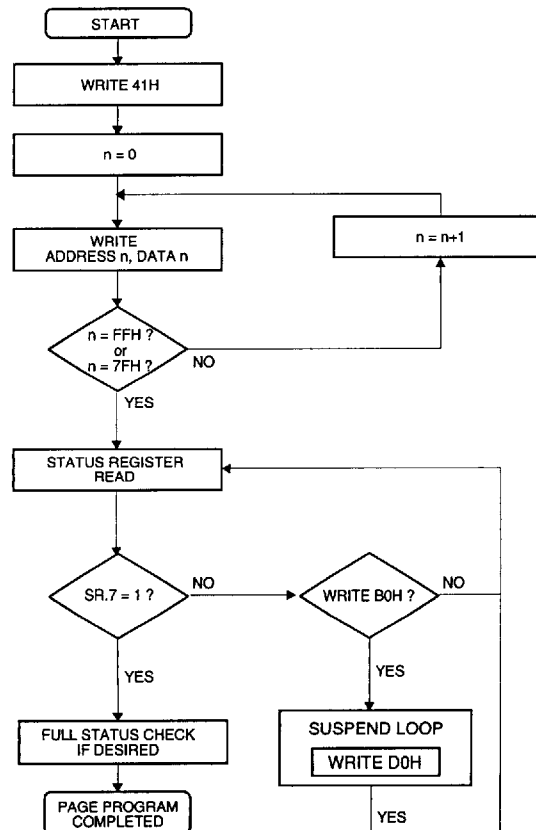 START
WRITE 41H
n = 0
WRITE
ADDRESS n, DATA n
n = n+1
n = FFH ?
or
n = 7FH ?
NO
YES
STATUS REGISTER
READ
SR.7 = 1 ?
NO
WRITE B0H ?
NO
YES
YES
FULL STATUS CHECK
IF DESIRED
SUSPEND LOOP
WRITE D0H
YES
PAGE PROGRAM
COMPLETED